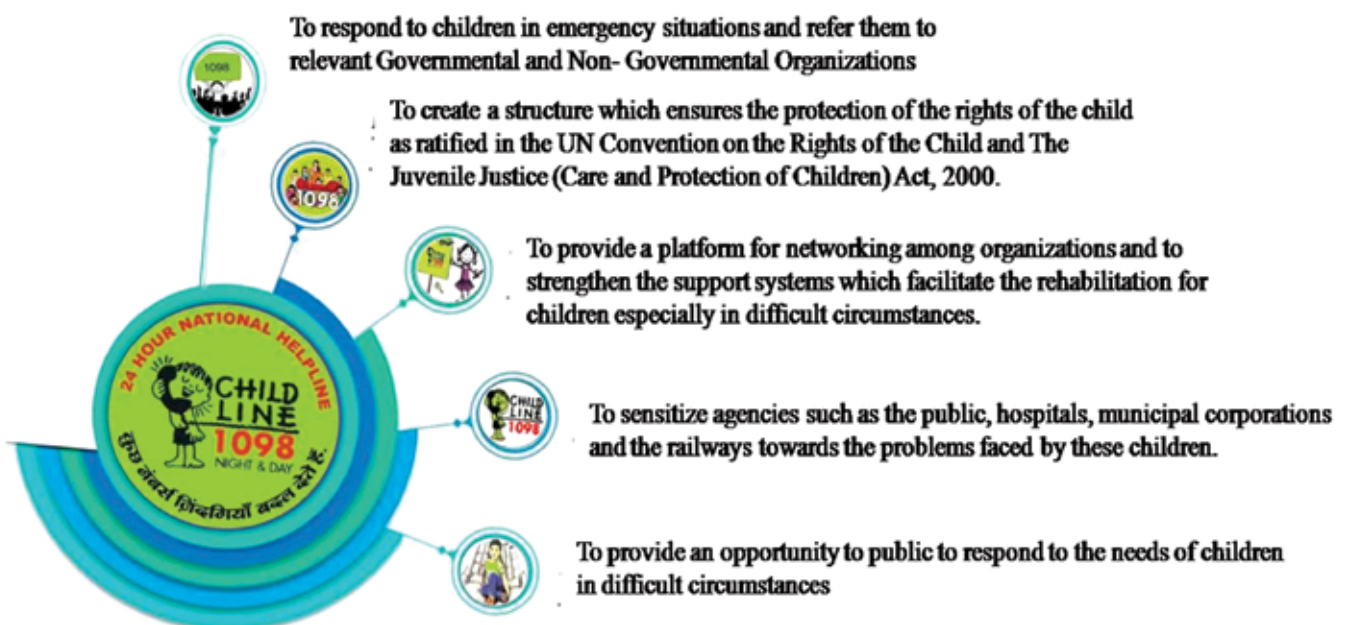 To respond to children in emergency situations and refer them to
relevant Governmental and Non- Governmental Organizations
1098
To create a structure which ensures the protection of the rights of the child
as ratified in the UN Convention on the Rights of the Child and The
Juvenile Justice (Care and Protection of Children) Act, 2000.
1098
To provide a platform for networking among organizations and to
strengthen the support systems which facilitate the rehabilitation for
children especially in difficult circumstances.
1098
24 HOUR NATIONAL HELPLINE
CHILD
LINE
1098
NIGHT & DAY
कुछ नंबर्स ज़िंदगियाँ बदल देते हैं.
CHILD
LINE
1098
To sensitize agencies such as the public, hospitals, municipal corporations
and the railways towards the problems faced by these children.
To provide an opportunity to public to respond to the needs of children
in difficult circumstances